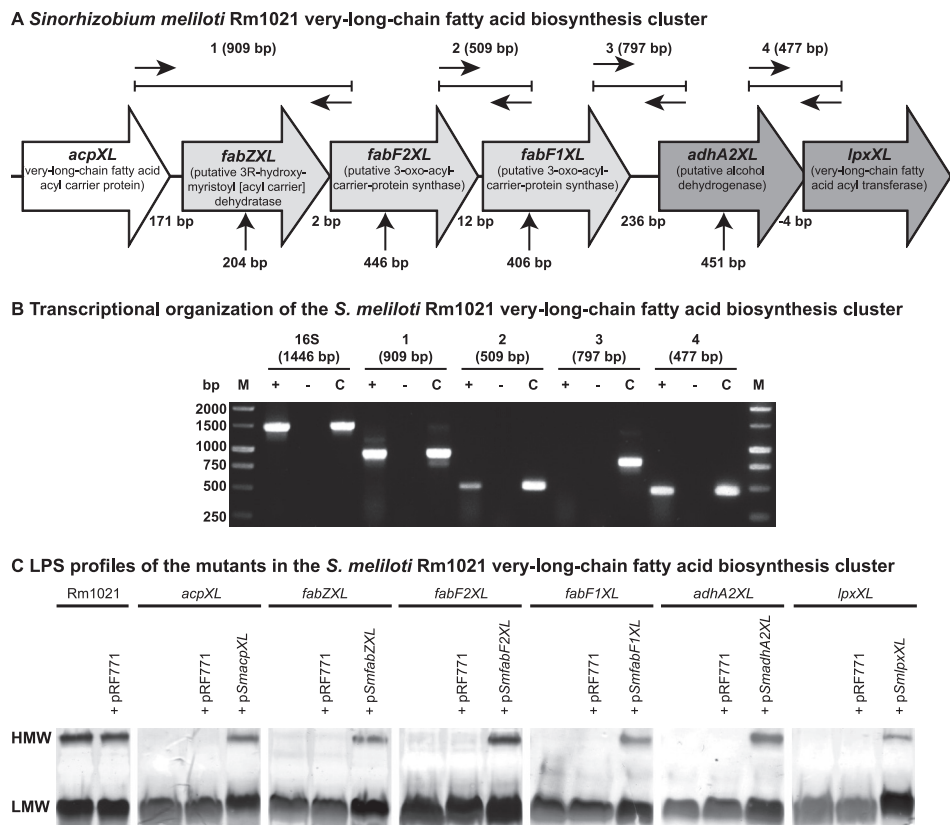 A Sinorhizobium meliloti Rm1021 very-long-chain fatty acid biosynthesis cluster
1 (909 bp) 2 (509 bp) 3 (797 bp) 4 (477 bp)
acpXL
(very-long-chain fatty acid
acyl carrier protein)
fabZXL
(putative 3R-hydroxy-
myristoyl [acyl carrier]
dehydratase
fabF2XL
(putative 3-oxo-acyl-
carrier-protein synthase)
fabF1XL
(putative 3-oxo-acyl-
carrier-protein synthase)
adhA2XL
(putative alcohol
dehydrogenase)
lpxXL
(very-long-chain fatty
acid acyl transferase)
171 bp 2 bp 12 bp 236 bp -4 bp
204 bp 446 bp 406 bp 451 bp
B Transcriptional organization of the S. meliloti Rm1021 very-long-chain fatty acid biosynthesis cluster
16S 1 2 3 4
(1446 bp) (909 bp) (509 bp) (797 bp) (477 bp)
bp M + - C + - C + - C + - C + - C M
2000
1500
1000
750
500
250
C LPS profiles of the mutants in the S. meliloti Rm1021 very-long-chain fatty acid biosynthesis cluster
Rm1021 acpXL fabZXL fabF2XL fabF1XL adhA2XL lpxXL
+ pRF771
+ pRF771
+ pSmacpXL
+ pRF771
+ pSmfabZXL
+ pRF771
+ pSmfabF2XL
+ pRF771
+ pSmfabF1XL
+ pRF771
+ pSmadhA2XL
+ pRF771
+ pSmlpxXL
HMW
LMW